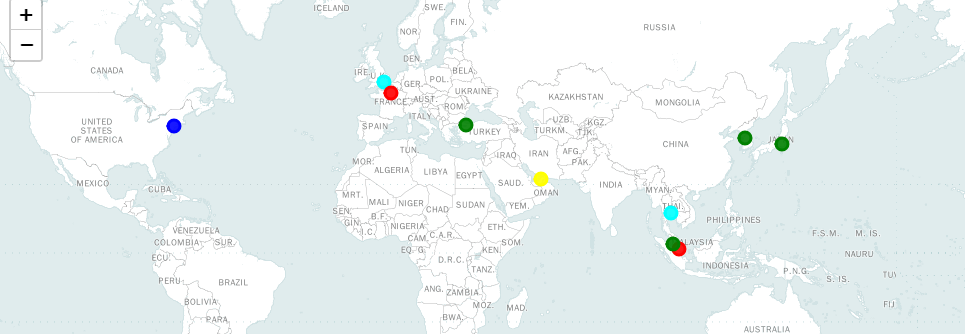 +
−
ICELAND
SWE.
FIN.
NOR.
RUSSIA
DEN.
CANADA
IRE.
U.K.
BELA.
GER.
POL.
UKRAINE
KAZAKHSTAN
FRANCE
AUST.
ROM.
MONGOLIA
UNITED
STATES
OF AMERICA
SPAIN
ITALY
TURKEY
UZB.
KGZ.
TURKM.
TJK.
CHINA
MOR.
TUN.
IRAQ
IRAN
AFG.
PAK.
ALGERIA
LIBYA
EGYPT
SAUD.
OMAN
INDIA
MYAN.
MEXICO
CUBA
MRT.
MALI
NIGER
CHAD
SUDAN
YEM.
THAI.
PHILIPPINES
SEN.
GIN.
B.F.
I.C.
NIGERIA
C.A.R.
ETH.
SOM.
VENEZUELA
COLOMBIA
SUR.
CAM.
EQ. G.
KEN.
ALAYSIA
F.S.M.
M. IS.
NAURU
ECU.
D.R.C.
TANZ.
INDONESIA
P.N.G.
S. IS.
TU
PERU
BRAZIL
BOLIVIA
PARA.
ANG.
ZAMBIA
MOZ.
MAD.
BWA.
FIJ
AUSTRALIA